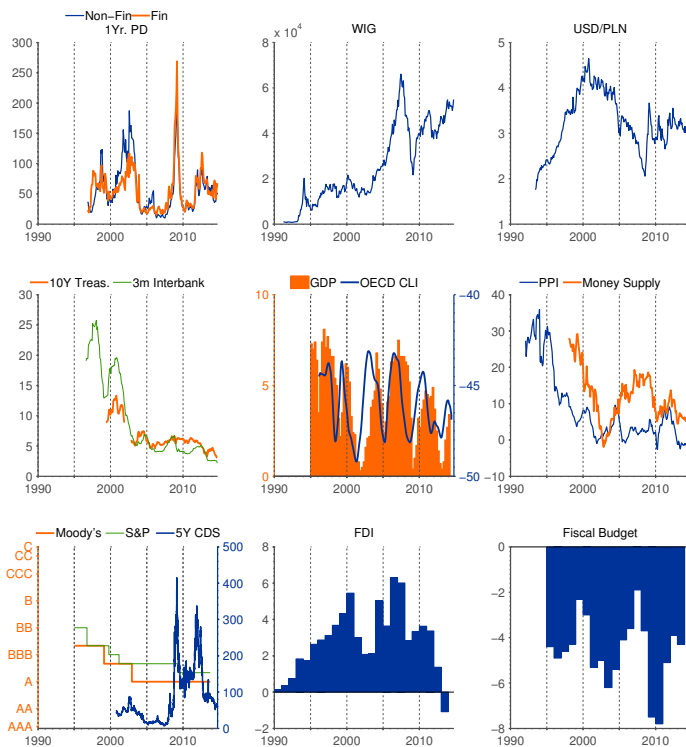 Non−Fin Fin
1Yr. PD
300
250
200
150
100
50
0
1990 2000 2010
WIG
8 x 10^4
6
4
2
0
1990 2000 2010
USD/PLN
5
4
3
2
1
1990 2000 2010
10Y Treas. 3m Interbank
30
25
20
15
10
5
0
1990 2000 2010
GDP OECD CLI
10 −40
5 −45
0 −50
1990 2000 2010
PPI Money Supply
40
30
20
10
0
−10
1990 2000 2010
Moody's S&P 5Y CDS
C 500
CC
CCC 400
B 300
BB
BBB 200
A 100
AA
AAA 0
1990 2000 2010
FDI
8
6
4
2
0
−2
1990 2000 2010
Fiscal Budget
0
−2
−4
−6
−8
1990 2000 2010